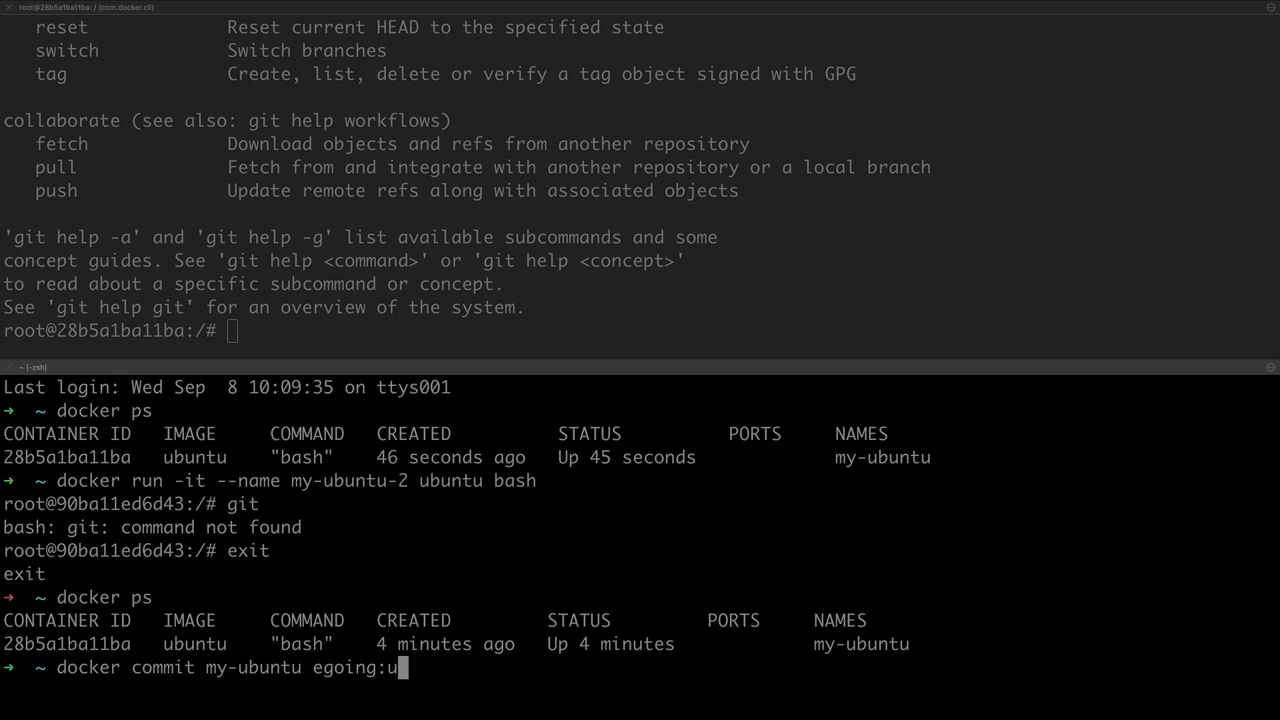 root@28b5a1ba11ba: / (com.docker.cli)
reset Reset current HEAD to the specified state
switch Switch branches
tag Create, list, delete or verify a tag object signed with GPG
collaborate (see also: git help workflows)
fetch Download objects and refs from another repository
pull Fetch from and integrate with another repository or a local branch
push Update remote refs along with associated objects
'git help -a' and 'git help -g' list available subcommands and some
concept guides. See 'git help <command>' or 'git help <concept>'
to read about a specific subcommand or concept.
See 'git help git' for an overview of the system.
root@28b5a1ba11ba:/#
~ (-zsh)
Last login: Wed Sep  8 10:09:35 on ttys001
➜ ~ docker ps
CONTAINER ID IMAGE COMMAND CREATED STATUS PORTS NAMES
28b5a1ba11ba ubuntu "bash" 46 seconds ago Up 45 seconds my-ubuntu
➜ ~ docker run -it --name my-ubuntu-2 ubuntu bash
root@90ba11ed6d43:/# git
bash: git: command not found
root@90ba11ed6d43:/# exit
exit
➜ ~ docker ps
CONTAINER ID IMAGE COMMAND CREATED STATUS PORTS NAMES
28b5a1ba11ba ubuntu "bash" 4 minutes ago Up 4 minutes my-ubuntu
➜ ~ docker commit my-ubuntu egoing:u